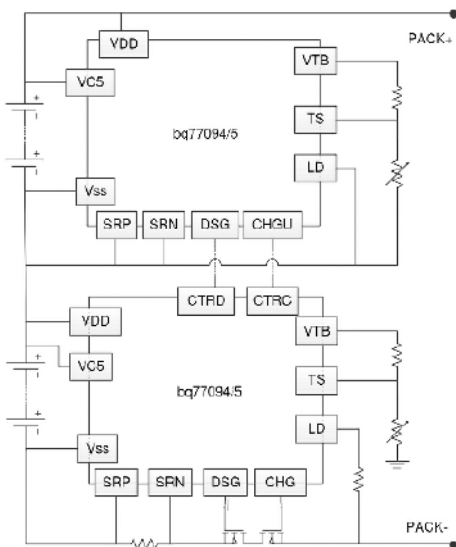 PACK+
VDD
VTB
VC5
TS
bq77094/5
LD
Vss
SRP SRN DSG CHGU
CTRD CTRC
VDD
VTB
VC5
TS
bq77094/5
LD
Vss
SRP SRN DSG CHG
PACK-